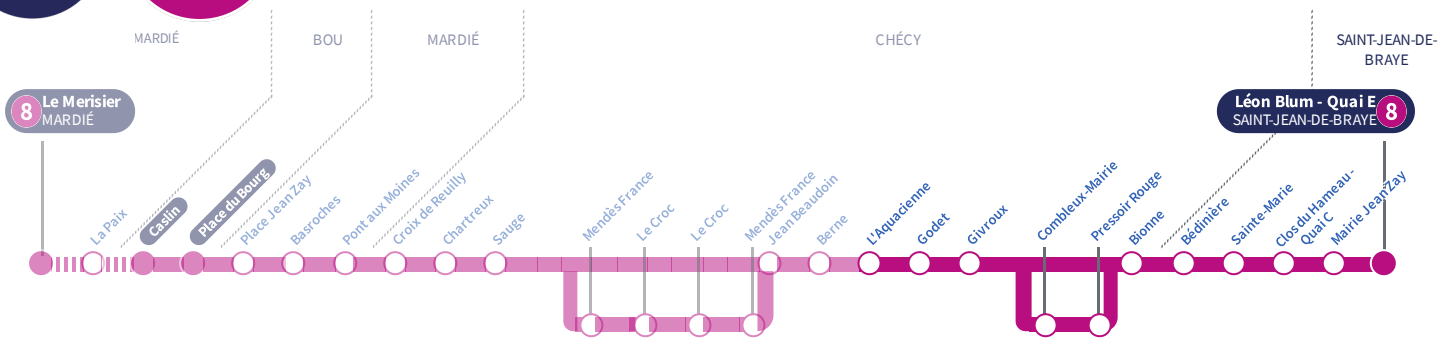 MARDIÉ
BOU
MARDIÉ
CHÉCY
SAINT-JEAN-DE-
BRAYE
8
Le Merisier
MARDIÉ
Léon Blum - Quai E
SAINT-JEAN-DE-BRAYE
8
La Paix
Caslin
Place du Bourg
Place Jean Zay
Basroches
Pont aux Moines
Croix de Reuilly
Chartreux
Sauge
Mendès France
Le Croc
Le Croc
Mendès France
Jean Beaudoin
Berne
L'Aquacienne
Godet
Givroux
Combleux-Mairie
Pressoir Rouge
Bionne
Bédinière
Sainte-Marie
Clos du Hameau-
Quai C
Mairie Jean Zay